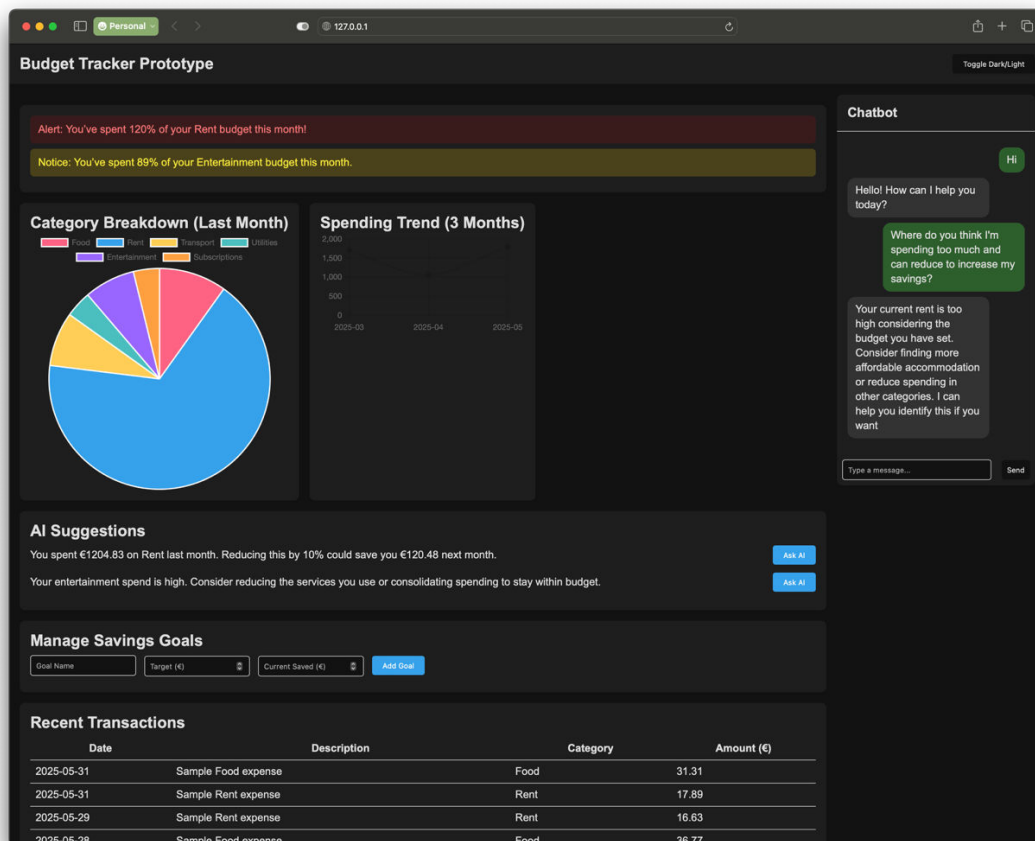 Personal
127.0.0.1
Budget Tracker Prototype
Toggle Dark/Light
Alert: You've spent 120% of your Rent budget this month!
Notice: You've spent 89% of your Entertainment budget this month.
Category Breakdown (Last Month)
Food Rent Transport Utilities
Entertainment Subscriptions
Spending Trend (3 Months)
2,000
1,500
1,000
500
0
2025-03 2025-04 2025-05
AI Suggestions
You spent €1204.83 on Rent last month. Reducing this by 10% could save you €120.48 next month.
Ask AI
Your entertainment spend is high. Consider reducing the services you use or consolidating spending to stay within budget.
Ask AI
Manage Savings Goals
Goal Name Target (€) Current Saved (€) Add Goal
Recent Transactions
Date Description Category Amount (€)
2025-05-31 Sample Food expense Food 31.31
2025-05-31 Sample Rent expense Rent 17.89
2025-05-29 Sample Rent expense Rent 16.63
2025-05-28 Sample Food expense Food 36.77
Chatbot
Hi
Hello! How can I help you
today?
Where do you think I'm
spending too much and
can reduce to increase my
savings?
Your current rent is too
high considering the
budget you have set.
Consider finding more
affordable accommodation
or reduce spending in
other categories. I can
help you identify this if you
want
Type a message... Send